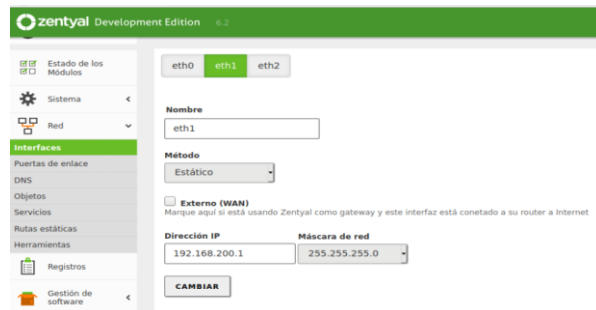 zentyal Development Edition 6.2
Estado de los
Módulos
Sistema
Red
Interfaces
Puertas de enlace
DNS
Objetos
Servicios
Rutas estáticas
Herramientas
Registros
Gestión de
software
eth0 eth1 eth2
Nombre
eth1
Método
Estático
Externo (WAN)
Marque aquí si está usando Zentyal como gateway y este interfaz está conetado a su router a Internet
Dirección IP Máscara de red
192.168.200.1 255.255.255.0
CAMBIAR